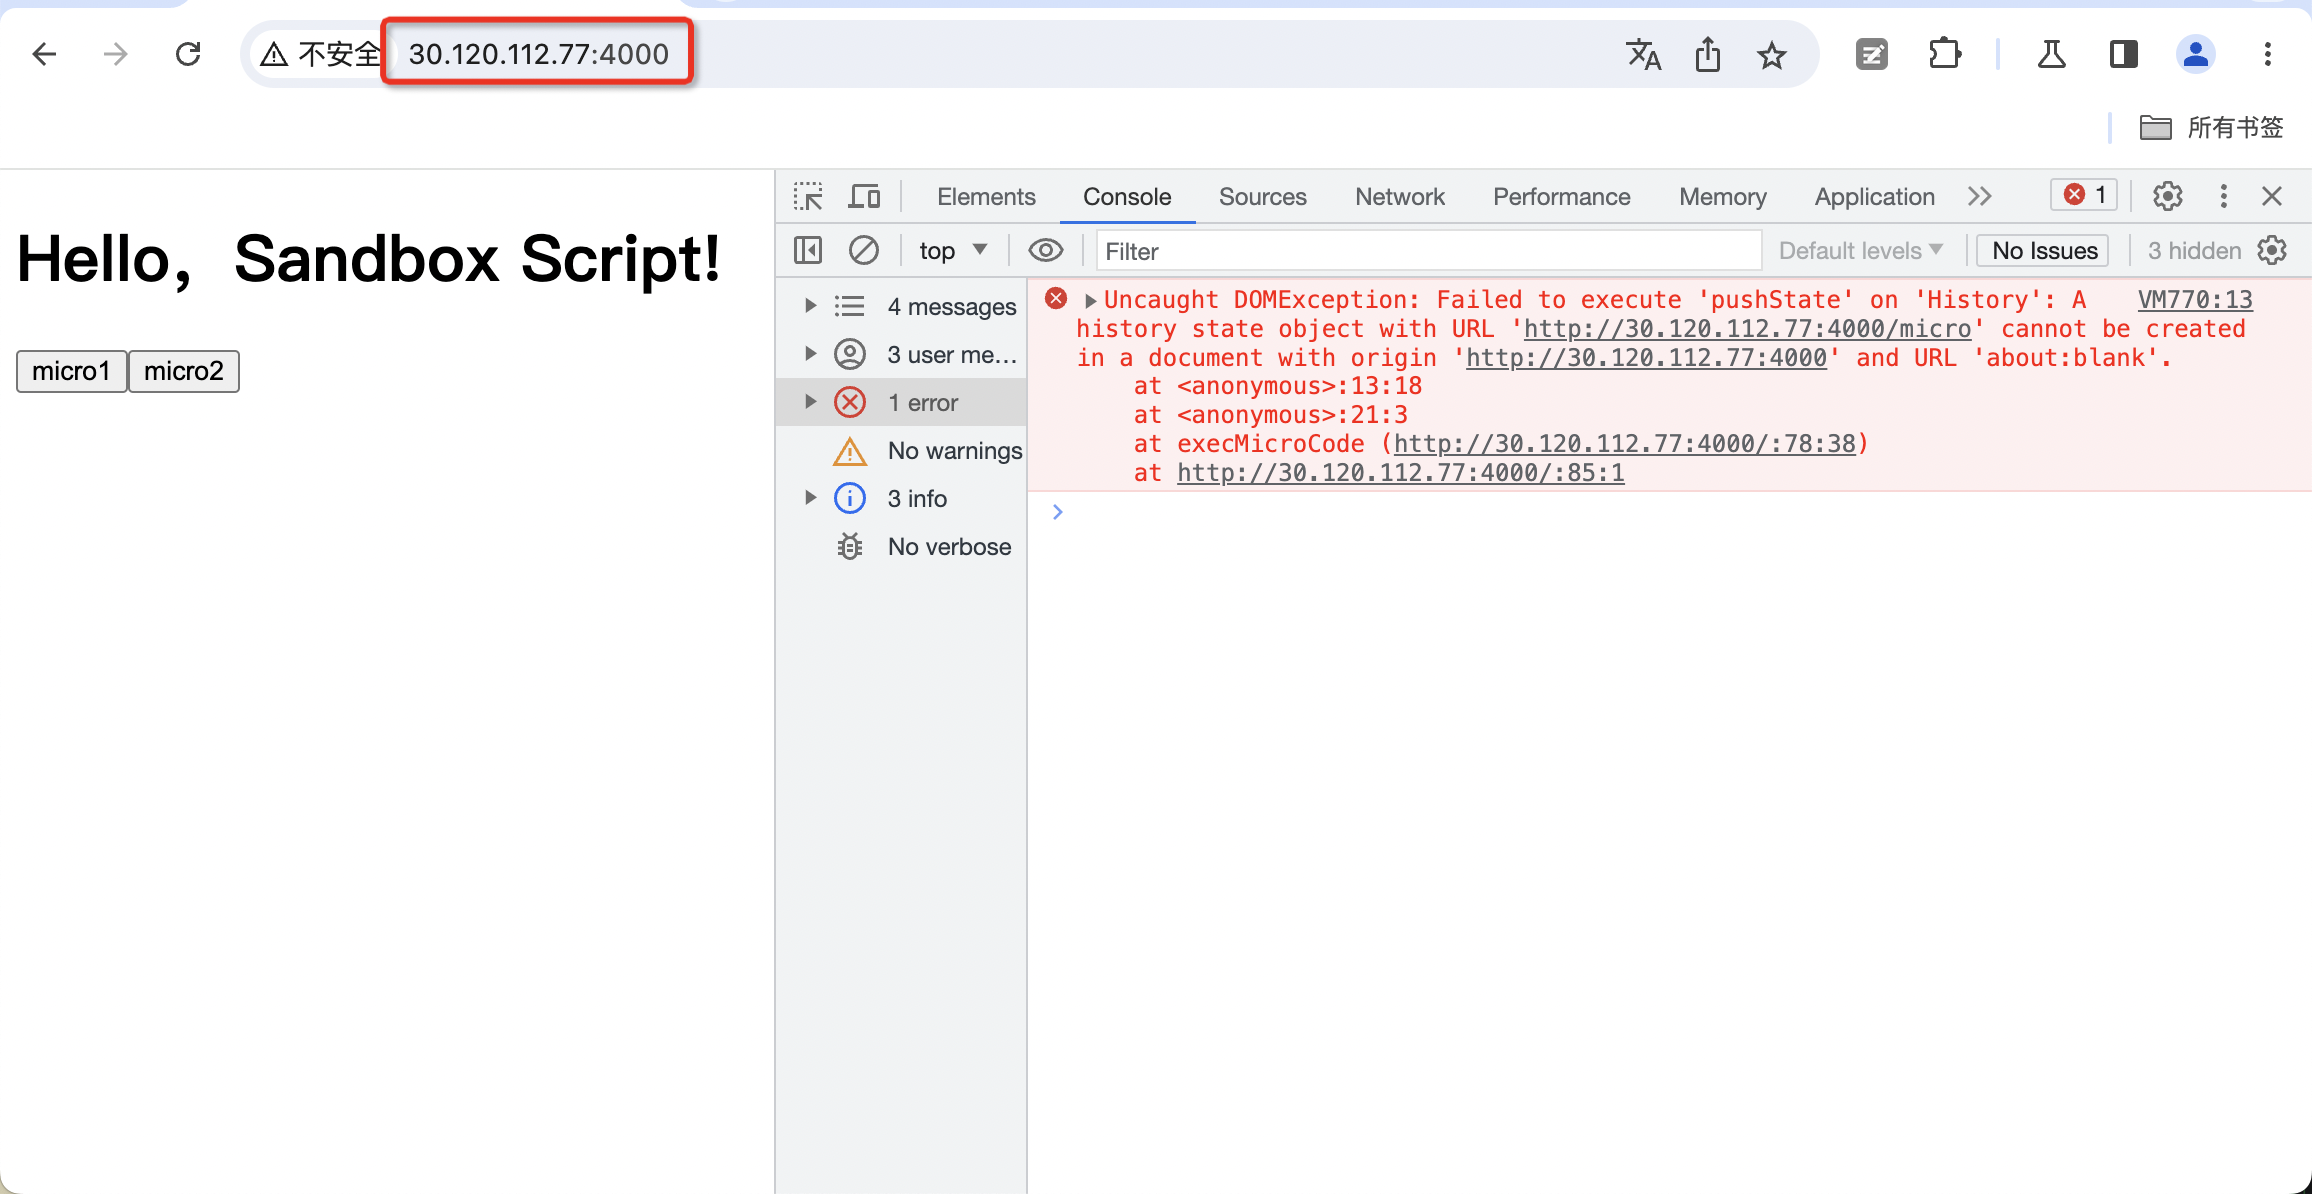 不安全 30.120.112.77:4000
所有书签
Hello，Sandbox Script!
micro1 micro2
Elements Console Sources Network Performance Memory Application 1
top Filter Default levels No Issues 3 hidden
4 messages
3 user me...
1 error
No warnings
3 info
No verbose
Uncaught DOMException: Failed to execute 'pushState' on 'History': A VM770:13
history state object with URL 'http://30.120.112.77:4000/micro' cannot be created
in a document with origin 'http://30.120.112.77:4000' and URL 'about:blank'.
at <anonymous>:13:18
at <anonymous>:21:3
at execMicroCode (http://30.120.112.77:4000/:78:38)
at http://30.120.112.77:4000/:85:1